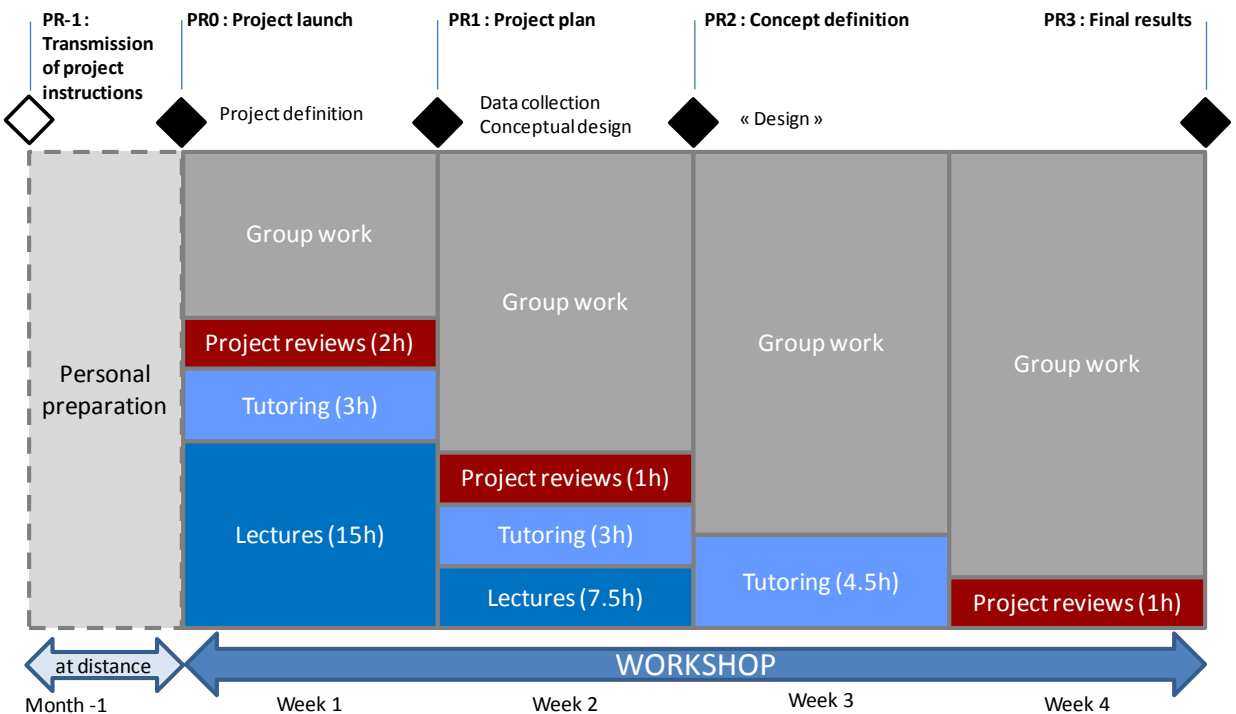 PR-1 :
Transmission
of project
instructions
PR0 : Project launch
PR1 : Project plan
PR2 : Concept definition
PR3 : Final results
Project definition
Data collection
Conceptual design
« Design »
Personal
preparation
Group work
Project reviews (2h)
Tutoring (3h)
Lectures (15h)
Group work
Project reviews (1h)
Tutoring (3h)
Lectures (7.5h)
Group work
Tutoring (4.5h)
Group work
Project reviews (1h)
at distance
WORKSHOP
Month -1
Week 1
Week 2
Week 3
Week 4